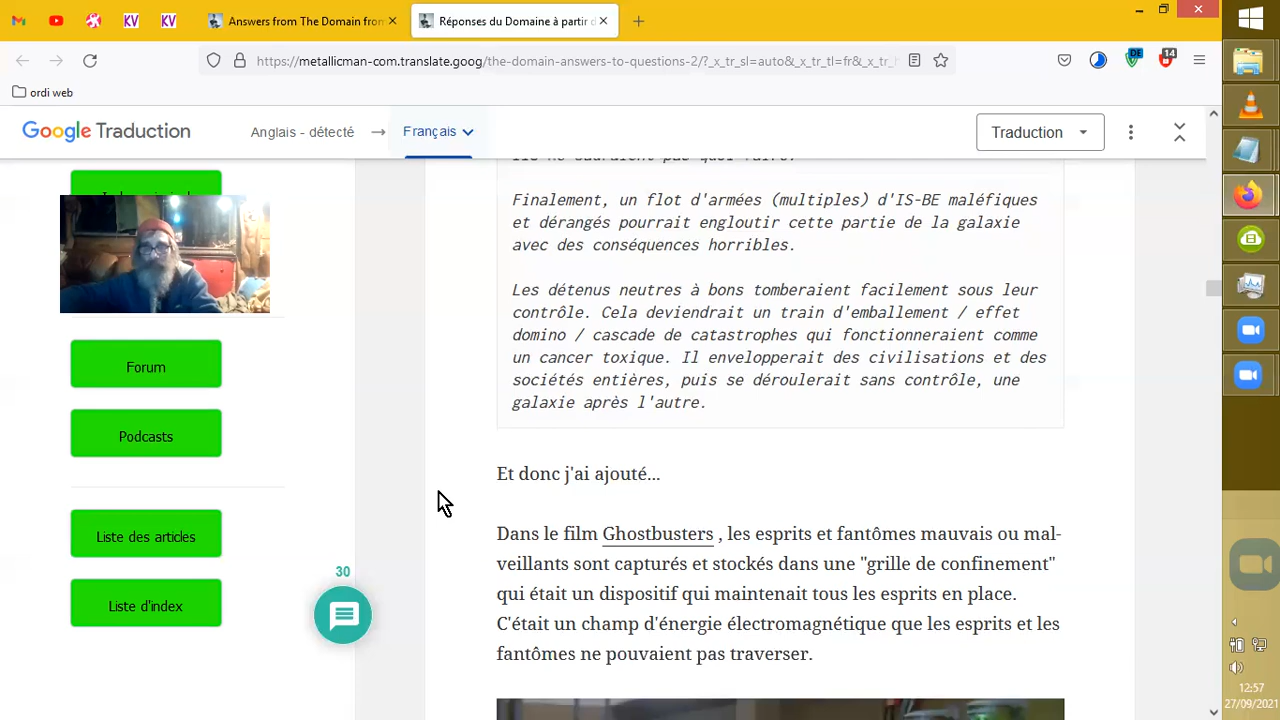 KV
KV
Answers from The Domain from
Réponses du Domaine à partir d
https://metallicman-com.translate.goog/the-domain-answers-to-questions-2/?_x_tr_sl=auto&_x_tr_tl=fr&_x_tr_h
DE
14
ordi web
Google Traduction
Anglais - détecté
Français
Traduction
Finalement, un flot d'armées (multiples) d'IS-BE maléfiques
et dérangés pourrait engloutir cette partie de la galaxie
avec des conséquences horribles.
Les détenus neutres à bons tomberaient facilement sous leur
contrôle. Cela deviendrait un train d'emballement / effet
domino / cascade de catastrophes qui fonctionneraient comme
un cancer toxique. Il envelopperait des civilisations et des
sociétés entières, puis se déroulerait sans contrôle, une
galaxie après l'autre.
Forum
Podcasts
Liste des articles
Liste d'index
30
Et donc j'ai ajouté...
Dans le film Ghostbusters , les esprits et fantômes mauvais ou mal-
veillants sont capturés et stockés dans une "grille de confinement"
qui était un dispositif qui maintenait tous les esprits en place.
C'était un champ d'énergie électromagnétique que les esprits et les
fantômes ne pouvaient pas traverser.
12:57
27/09/2021